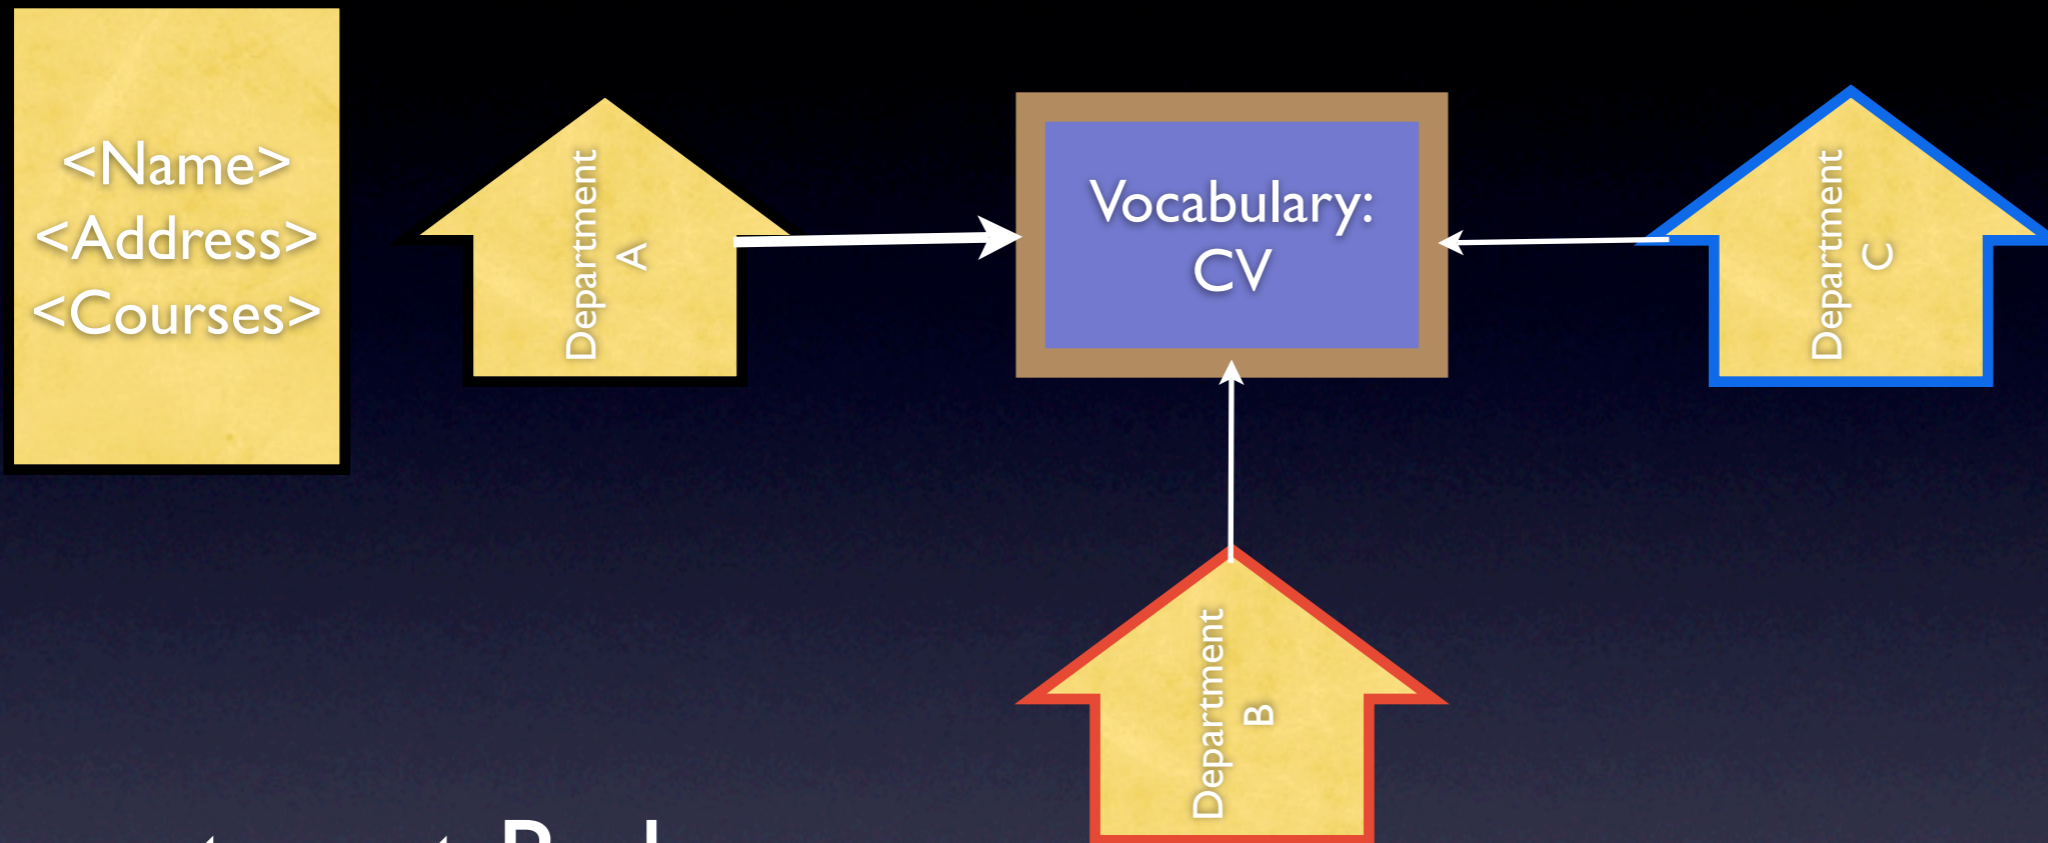 <Name>
<Address>
<Courses>
Department
A
Vocabulary:
CV
Department
C
Department
B